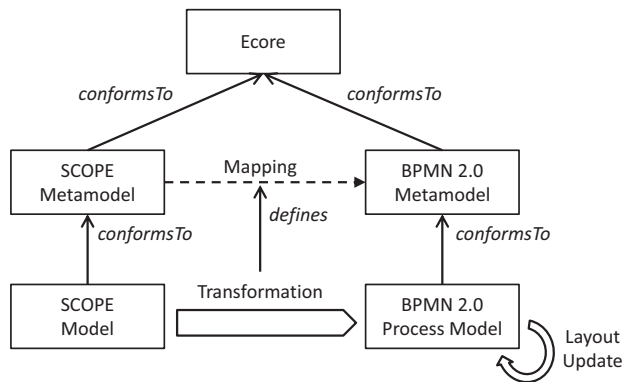 Ecore
conformsTo
conformsTo
SCOPE
Metamodel
Mapping
BPMN 2.0
Metamodel
defines
conformsTo
conformsTo
SCOPE
Model
Transformation
BPMN 2.0
Process Model
Layout
Update